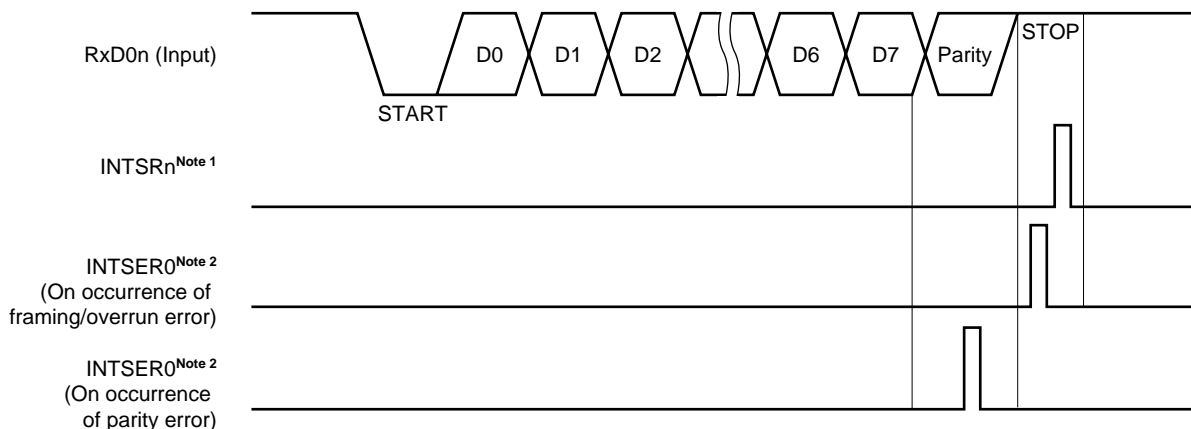 RxD0n (Input)
D0 D1 D2 D6 D7 Parity STOP
START
INTSRnNote 1
INTSER0Note 2
(On occurrence of
framing/overrun error)
INTSER0Note 2
(On occurrence
of parity error)